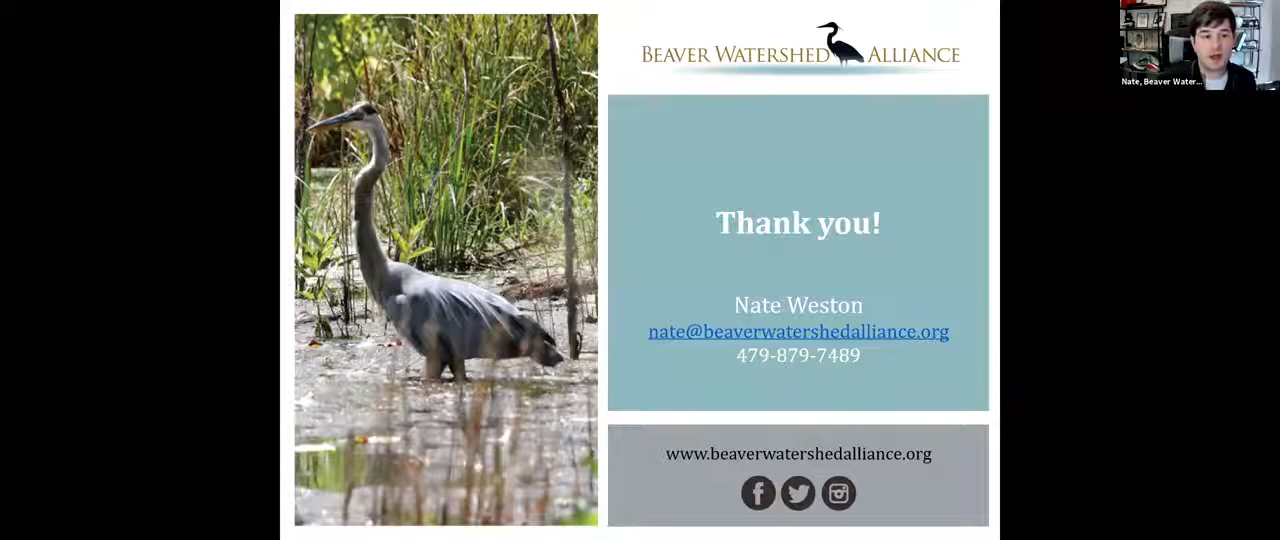 BEAVER WATERSHED ALLIANCE
Nate, Beaver Water...
Thank you!
Nate Weston
nate@beaverwatershedalliance.org
479-879-7489
www.beaverwatershedalliance.org